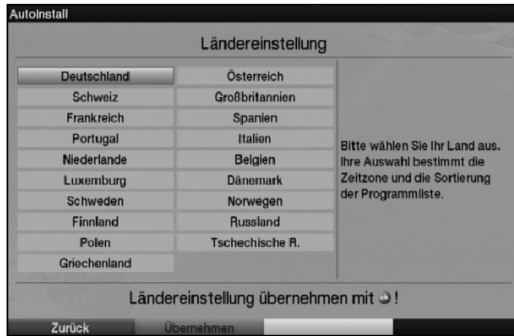 AutoInstall
Ländereinstellung
Deutschland Österreich
Schweiz Großbritannien
Frankreich Spanien
Portugal Italien
Niederlande Belgien
Luxemburg Dänemark
Schweden Norwegen
Finnland Russland
Polen Tschechische R.
Griechenland
Bitte wählen Sie Ihr Land aus.
Ihre Auswahl bestimmt die
Zeitzone und die Sortierung
der Programmliste.
Ländereinstellung übernehmen mit !
Zurück Übernehmen